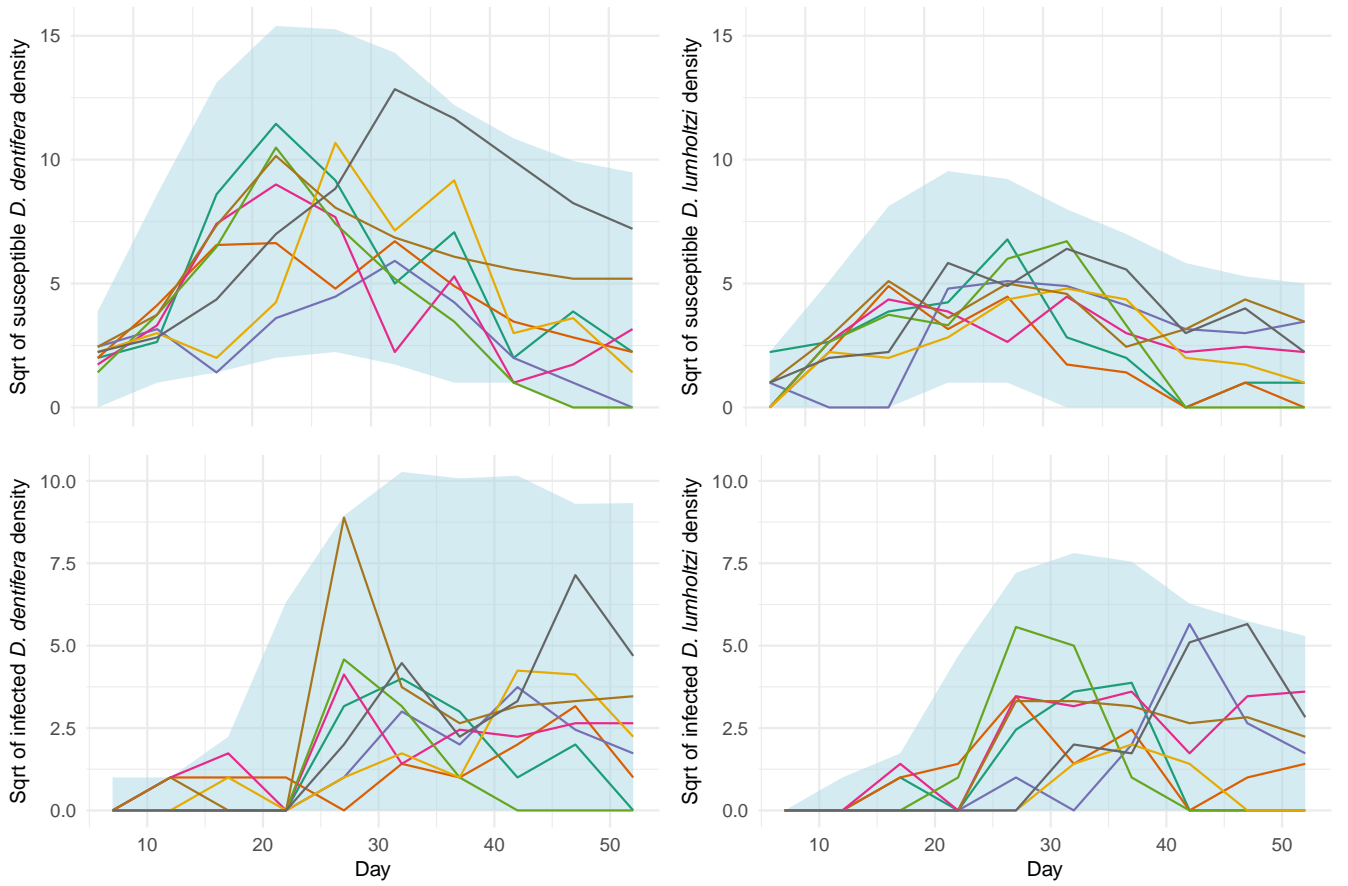 Sqrt of susceptible D. dentifera density
15
10
5
0
Sqrt of susceptible D. lumholtzi density
15
10
5
0
Sqrt of infected D. dentifera density
10.0
7.5
5.0
2.5
0.0
10 20 30 40 50
Day
Sqrt of infected D. lumholtzi density
10.0
7.5
5.0
2.5
0.0
10 20 30 40 50
Day